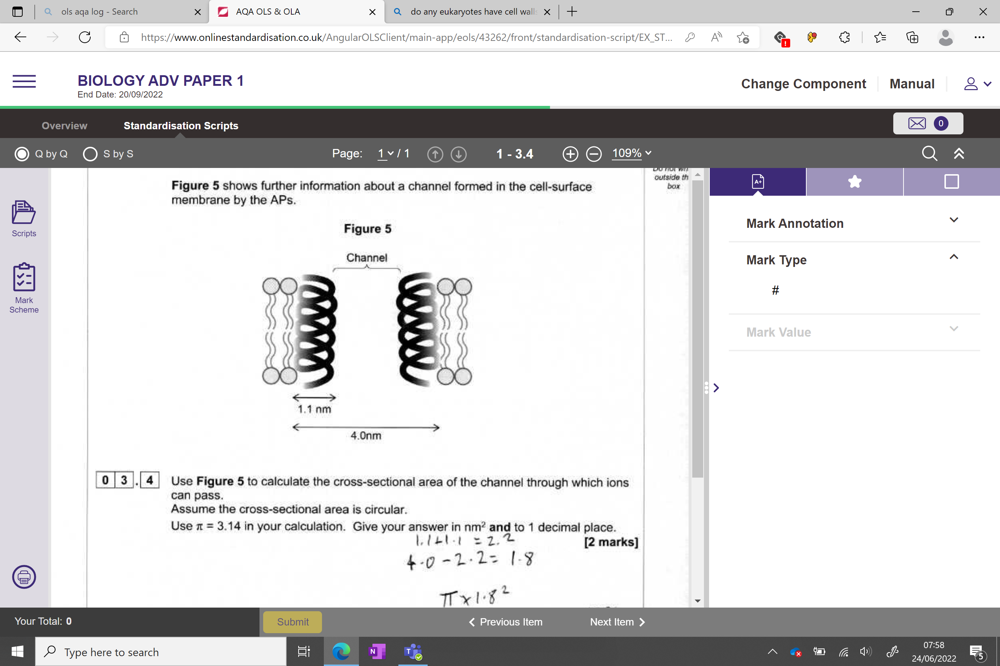 ols aqa log - Search
AQA OLS & OLA
do any eukaryotes have cell walls
https://www.onlinestandardisation.co.uk/AngularOLSClient/main-app/eols/43262/front/standardisation-script/EX_ST...
BIOLOGY ADV PAPER 1
End Date: 20/09/2022
Change Component
Manual
Overview
Standardisation Scripts
0
Q by Q
S by S
Page: 1 / 1
1 - 3.4
109%
Scripts
Mark
Scheme
Do not wri
outside th
box
Figure 5 shows further information about a channel formed in the cell-surface
membrane by the APs.
Figure 5
Channel
1.1 nm
4.0nm
0 3 . 4
Use Figure 5 to calculate the cross-sectional area of the channel through which ions
can pass.
Assume the cross-sectional area is circular.
Use π = 3.14 in your calculation. Give your answer in nm² and to 1 decimal place.
[2 marks]
1.1+1.1 = 2.2
4.0 - 2.2 = 1.8
π x 1.8²
A+
Mark Annotation
Mark Type
#
Mark Value
Your Total: 0
Submit
Previous Item
Next Item
Type here to search
N
T
07:58
24/06/2022
5